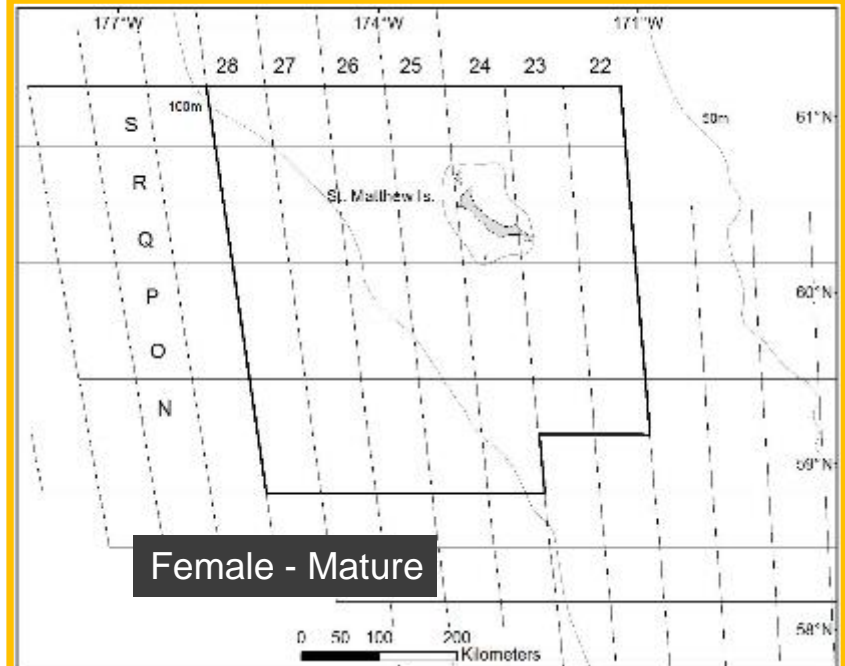 177°W 174°W 171°W
28 27 26 25 24 23 22
100m
50m
61°N
S
R
St. Matthew Is.
Q
60°N
P
O
N
59°N
Female - Mature
58°N
0 50 100 200
Kilometers